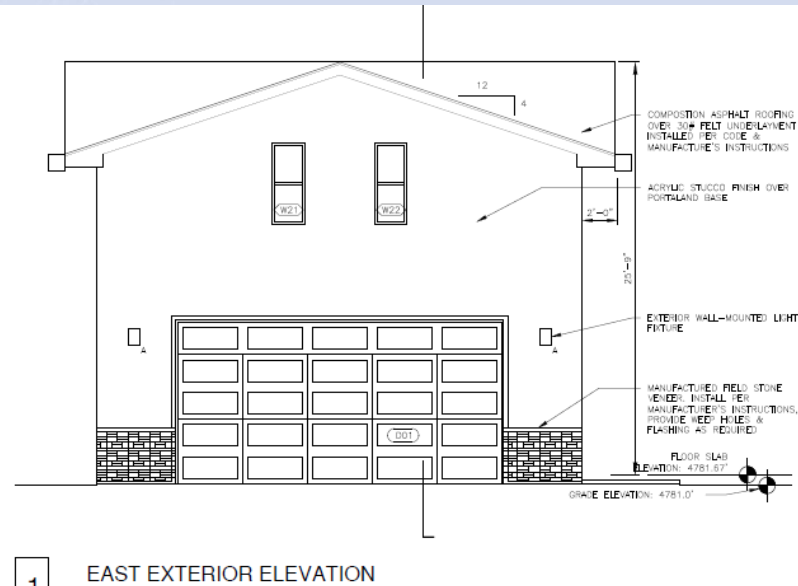 12
4
COMPOSTION ASPHALT ROOFING
OVER 30# FELT UNDERLAYMENT
INSTALLED PER CODE &
MANUFACTURE'S INSTRUCTIONS
ACRYLIC STUCCO FINISH OVER
PORTALAND BASE
W21
W22
2'-0"
25'-9"
EXTERIOR WALL-MOUNTED LIGHT
FIXTURE
A
A
MANUFACTURED FIELD STONE
VENEER. INSTALL PER
MANUFACTURER'S INSTRUCTIONS,
PROVIDE WEEP HOLES &
FLASHING AS REQUIRED
D01
FLOOR SLAB
ELEVATION: 4781.67'
GRADE ELEVATION: 4781.0'
1
EAST EXTERIOR ELEVATION